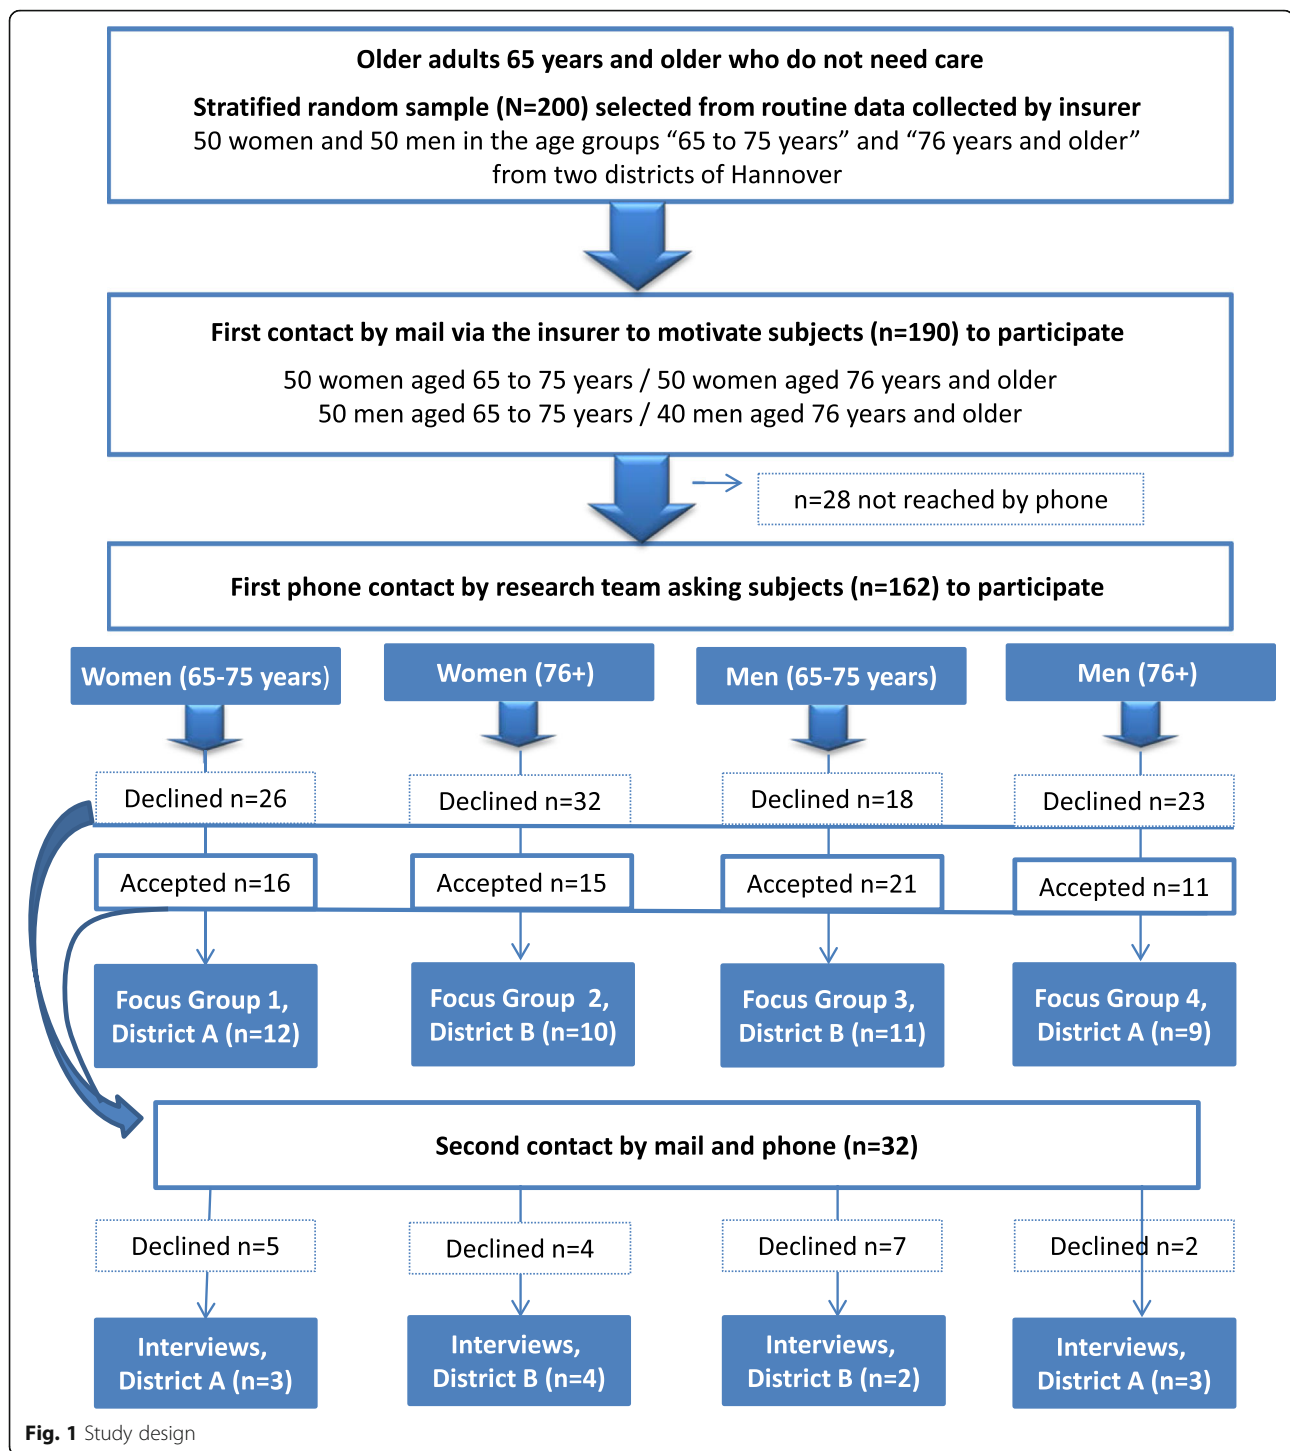 Older adults 65 years and older who do not need care
Stratified random sample (N=200) selected from routine data collected by insurer
50 women and 50 men in the age groups “65 to 75 years” and “76 years and older”
from two districts of Hannover
First contact by mail via the insurer to motivate subjects (n=190) to participate
50 women aged 65 to 75 years / 50 women aged 76 years and older
50 men aged 65 to 75 years / 40 men aged 76 years and older
n=28 not reached by phone
First phone contact by research team asking subjects (n=162) to participate
Women (65-75 years)
Women (76+)
Men (65-75 years)
Men (76+)
Declined n=26
Declined n=32
Declined n=18
Declined n=23
Accepted n=16
Accepted n=15
Accepted n=21
Accepted n=11
Focus Group 1,
District A (n=12)
Focus Group 2,
District B (n=10)
Focus Group 3,
District B (n=11)
Focus Group 4,
District A (n=9)
Second contact by mail and phone (n=32)
Declined n=5
Declined n=4
Declined n=7
Declined n=2
Interviews,
District A (n=3)
Interviews,
District B (n=4)
Interviews,
District B (n=2)
Interviews,
District A (n=3)
Fig. 1 Study design